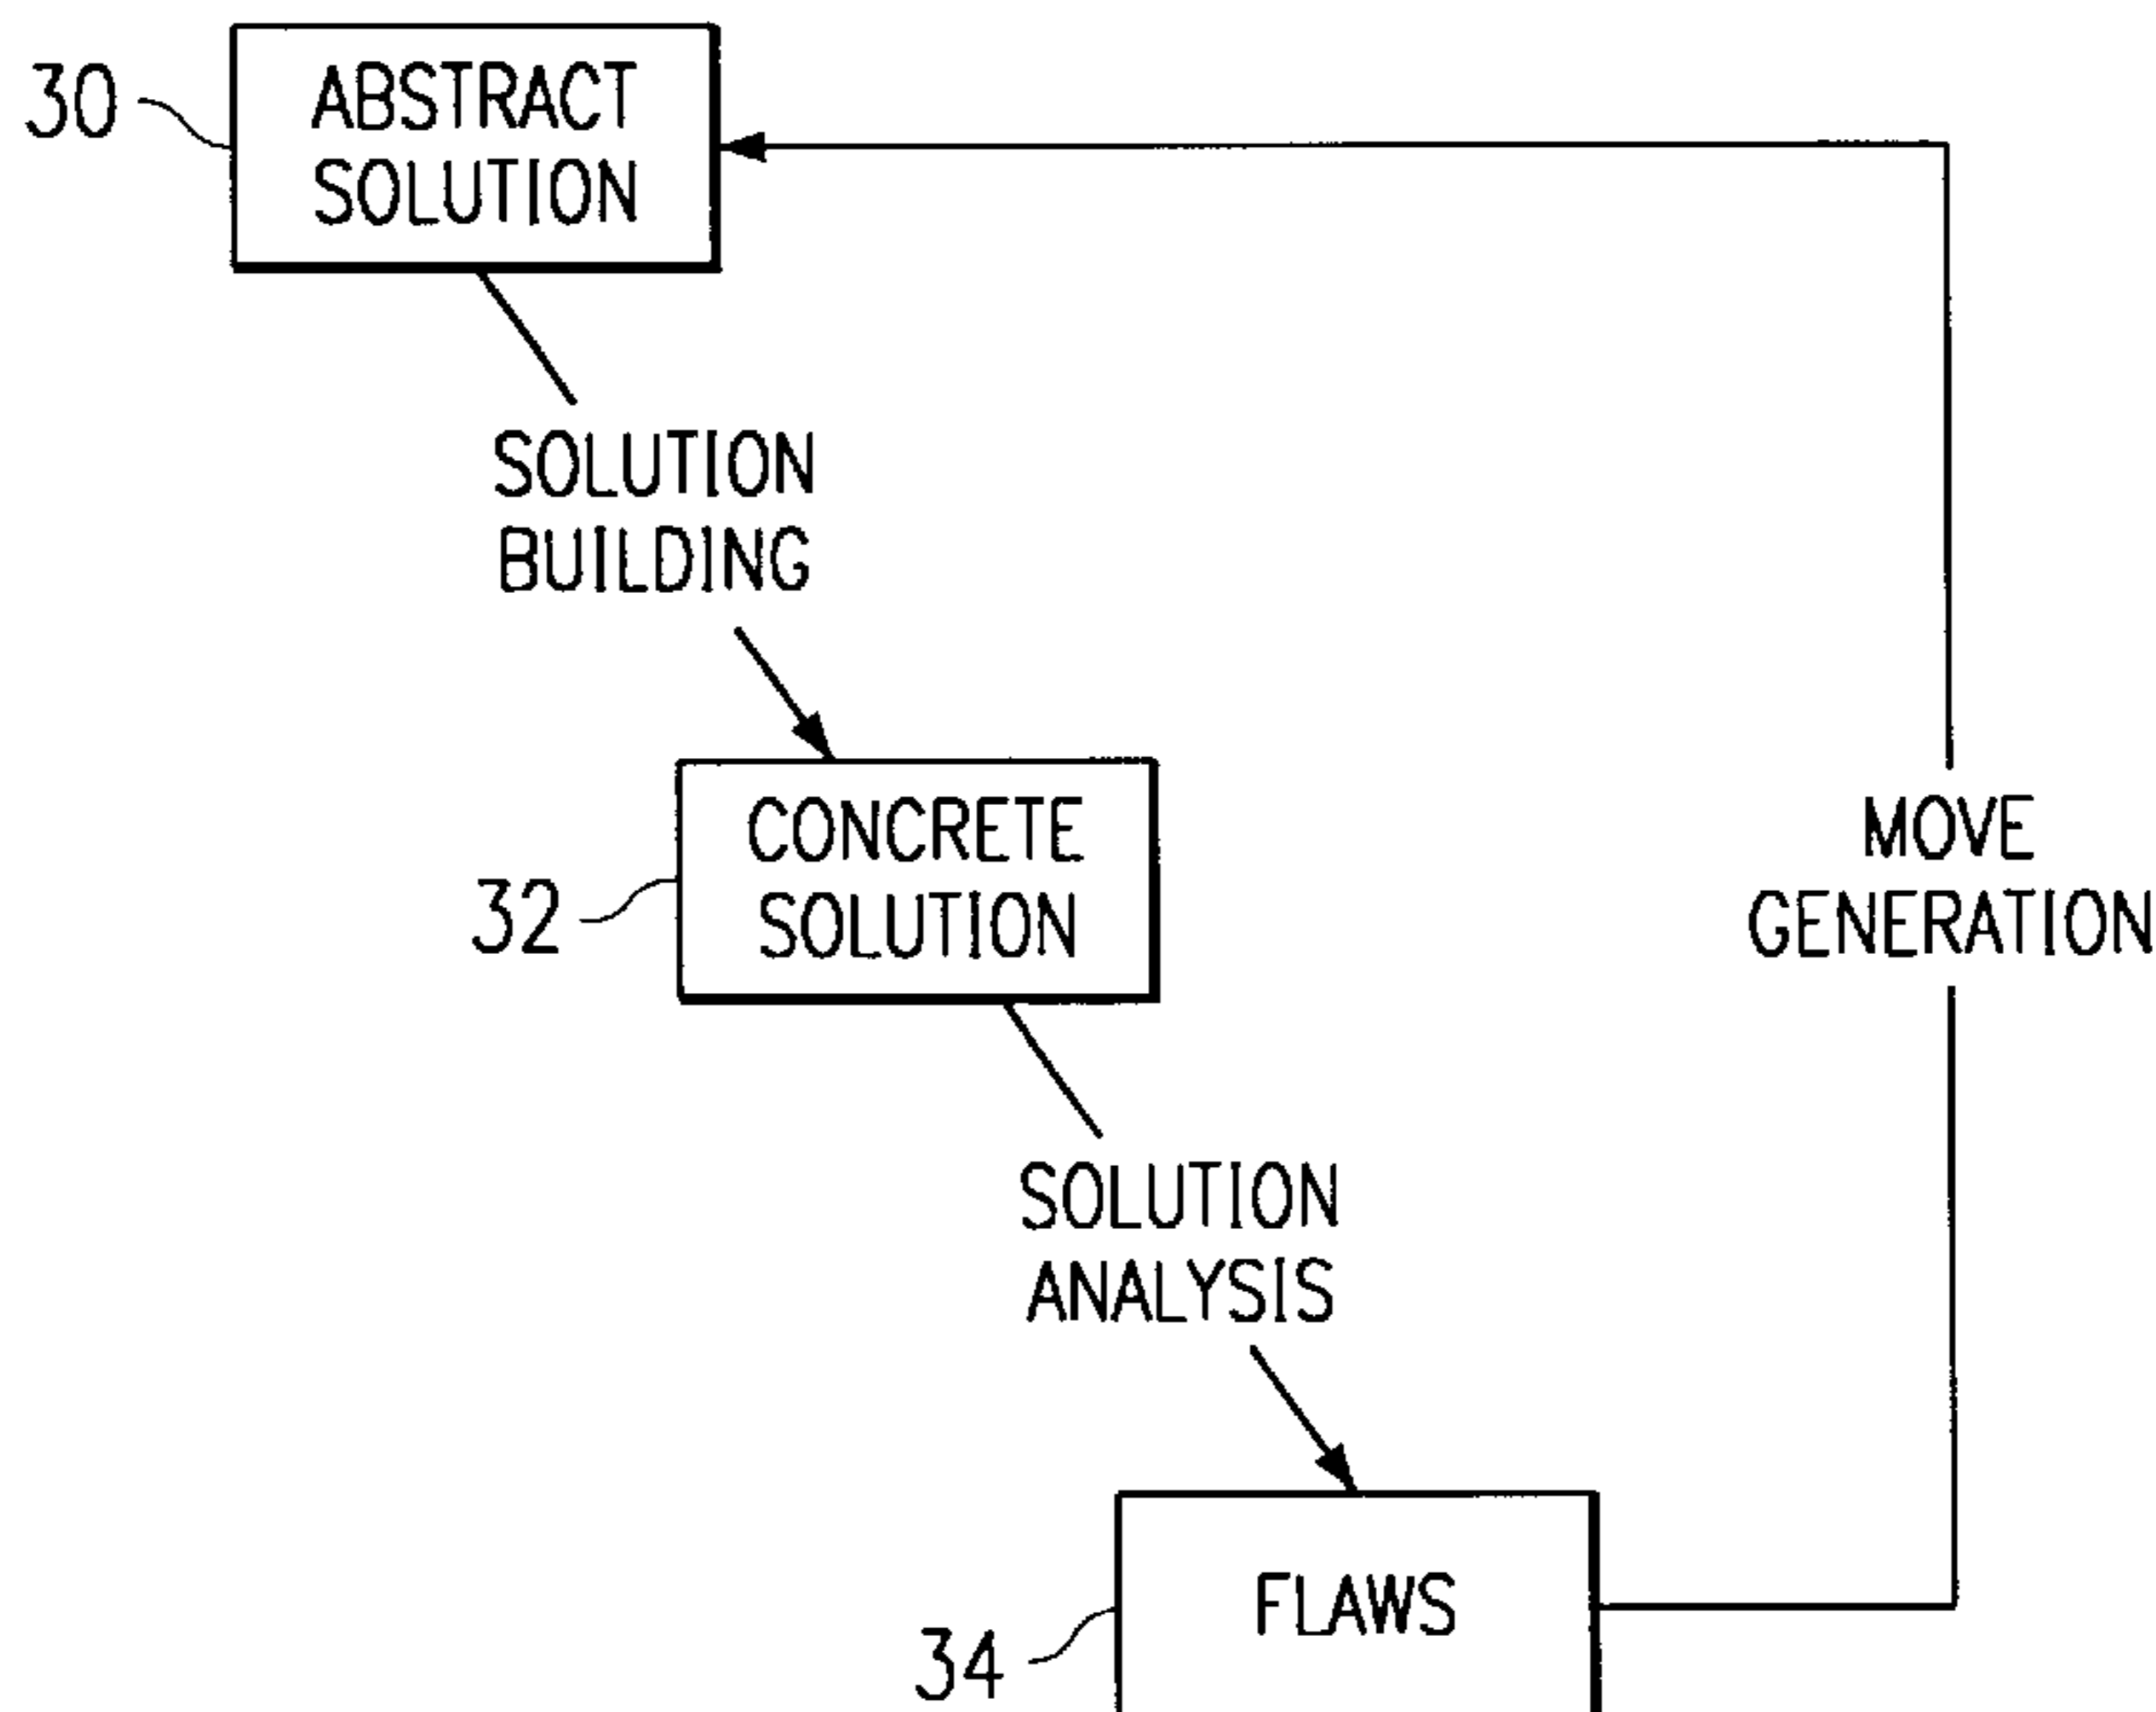 30
ABSTRACT
SOLUTION
SOLUTION
BUILDING
32
CONCRETE
SOLUTION
MOVE
GENERATION
SOLUTION
ANALYSIS
34
FLAWS